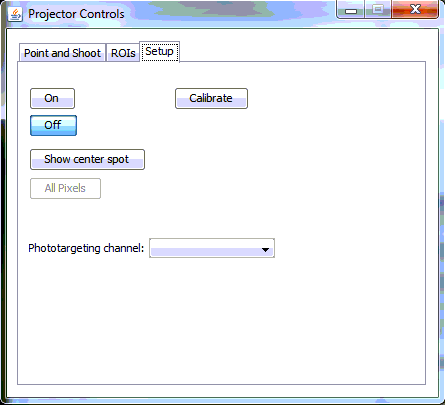 Projector Controls
Point and Shoot ROIs Setup
On Calibrate
Off
Show center spot
All Pixels
Phototargeting channel: